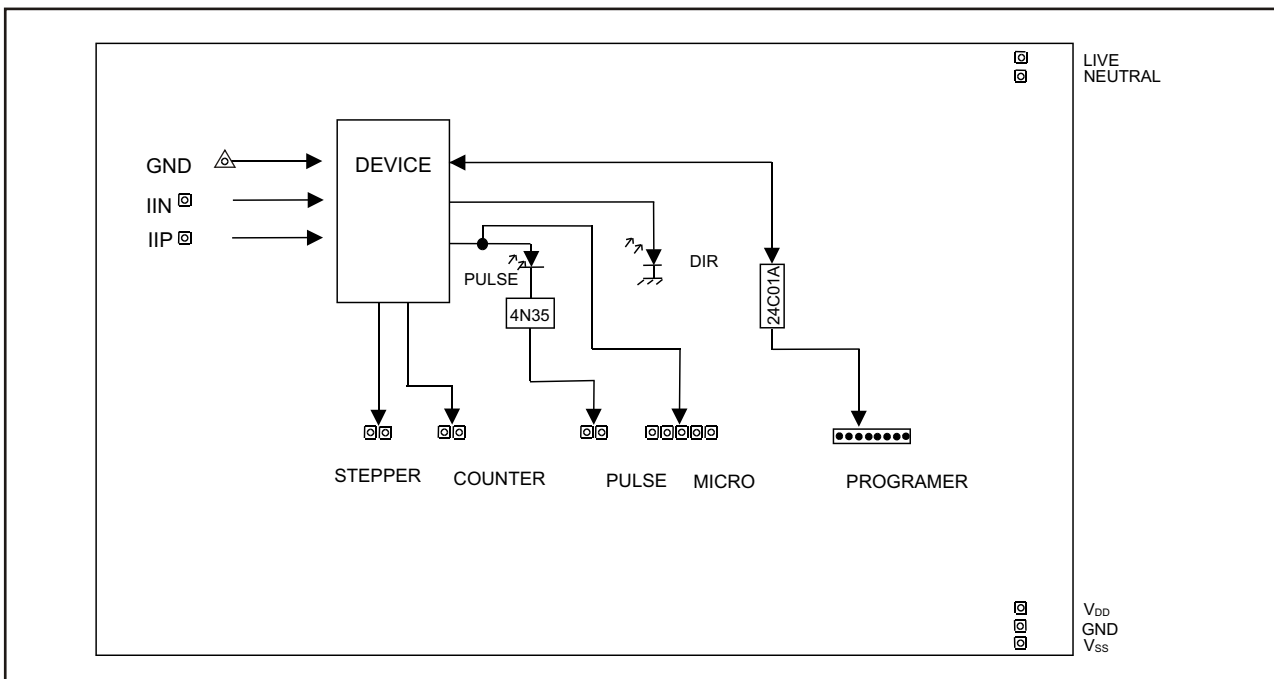 LIVE
NEUTRAL
GND
DEVICE
IIN
IIP
DIR
PULSE
24C01A
4N35
STEPPER
COUNTER
PULSE
MICRO
PROGRAMER
VDD
GND
VSS